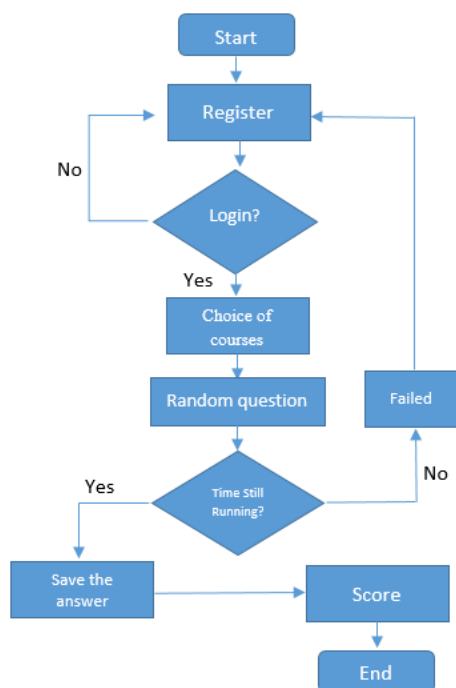 Start
Register
No
Login?
Yes
Choice of
courses
Random question
Failed
Time Still
Running?
Yes
No
Save the
answer
Score
End